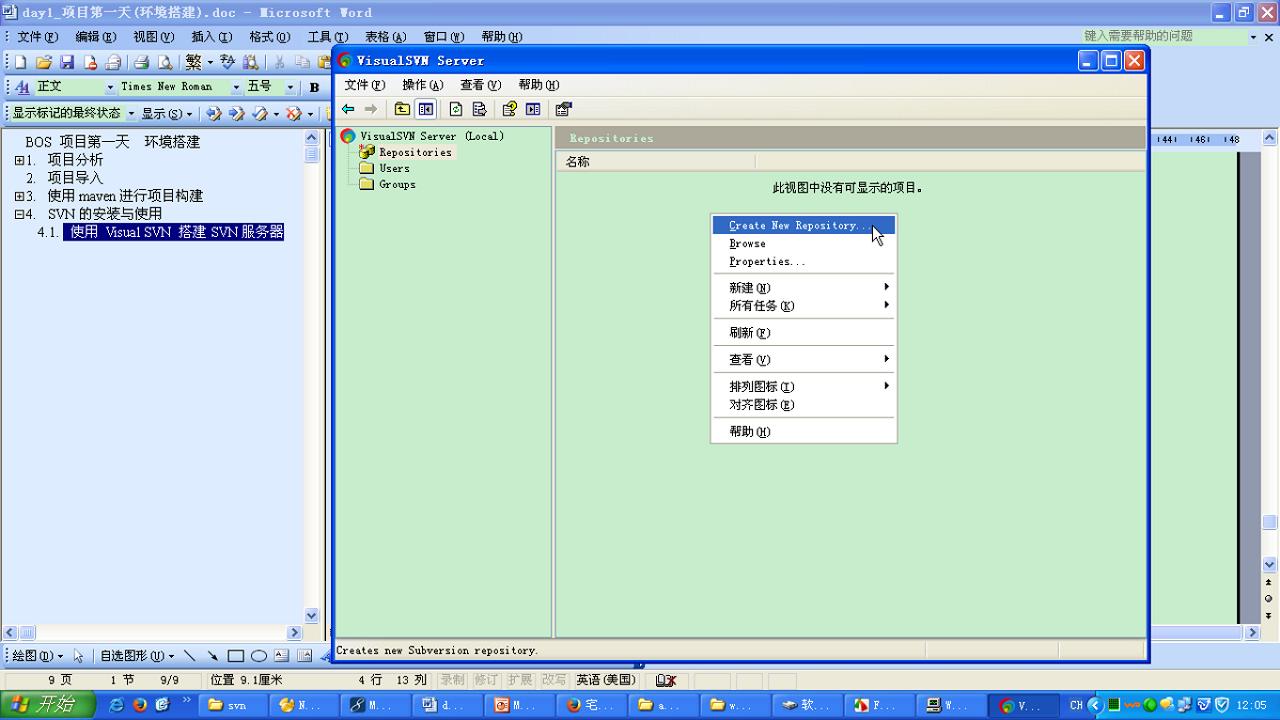 day1_项目第一天(环境搭建).doc - Microsoft Word
文件(F) 编辑(E) 视图(V) 插入(I) 格式(O) 工具(T) 表格(A) 窗口(W) 帮助(H) 键入需要帮助的问题
正文 Times New Roman 五号 B
显示标记的最终状态 显示(S)
BOS 项目第一天 环境搭建
1. 项目分析
2. 项目导入
3. 使用 maven 进行项目构建
4. SVN 的安装与使用
4.1. 使用 Visual SVN 搭建 SVN 服务器
VisualSVN Server
文件(F) 操作(A) 查看(V) 帮助(H)
VisualSVN Server (Local)
Repositories
Users
Groups
Repositories
名称
此视图中没有可显示的项目。
Create New Repository...
Browse
Properties...
新建(N)
所有任务(K)
刷新(F)
查看(V)
排列图标(I)
对齐图标(E)
帮助(H)
Creates new Subversion repository.
44 46 48
绘图(D) 自选图形(U)
9 页 1 节 9/9 位置 9.1厘米 4 行 13 列 录制 修订 扩展 改写 英语(美国)
开始 svn N... M... d... M... 宅... a... w... 软... F... W... V... CH 12:05